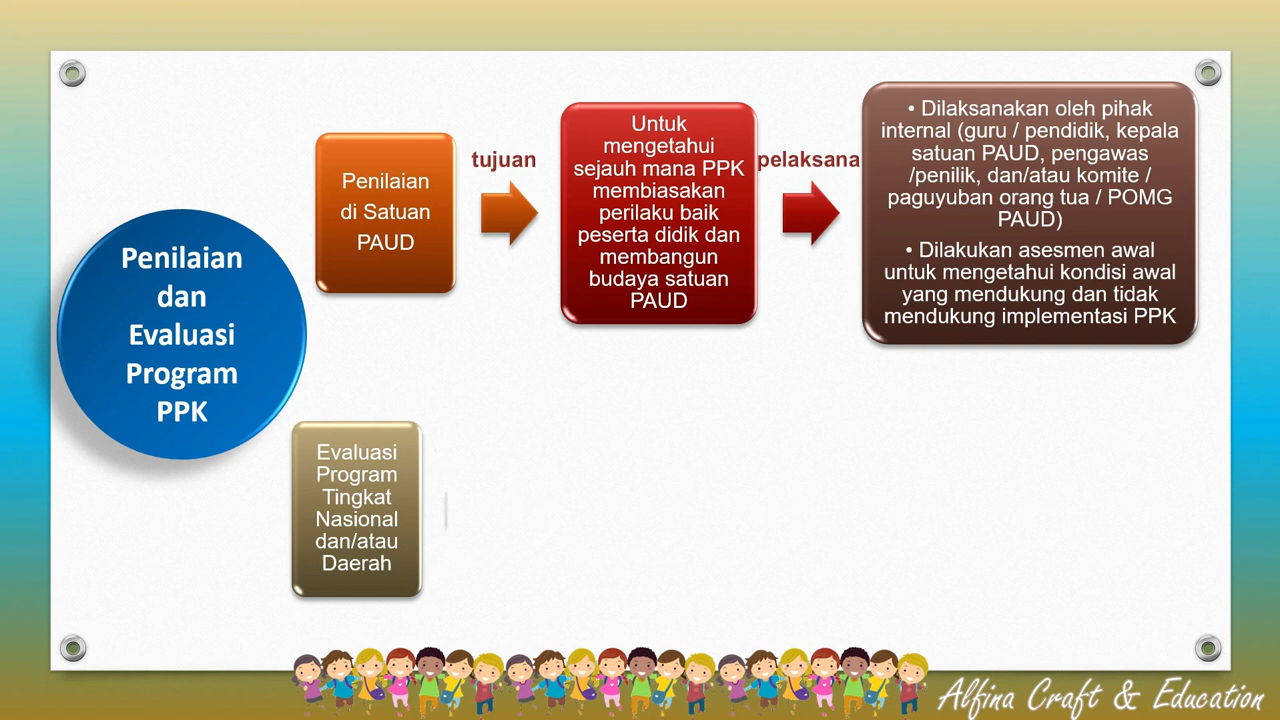 Penilaian
dan
Evaluasi
Program
PPK
Penilaian
di Satuan
PAUD
tujuan
Untuk
mengetahui
sejauh mana PPK
membiasakan
perilaku baik
peserta didik dan
membangun
budaya satuan
PAUD
pelaksana
• Dilaksanakan oleh pihak
internal (guru / pendidik, kepala
satuan PAUD, pengawas
/penilik, dan/atau komite /
paguyuban orang tua / POMG
PAUD)
• Dilakukan asesmen awal
untuk mengetahui kondisi awal
yang mendukung dan tidak
mendukung implementasi PPK
Evaluasi
Program
Tingkat
Nasional
dan/atau
Daerah
Alfina Craft & Education